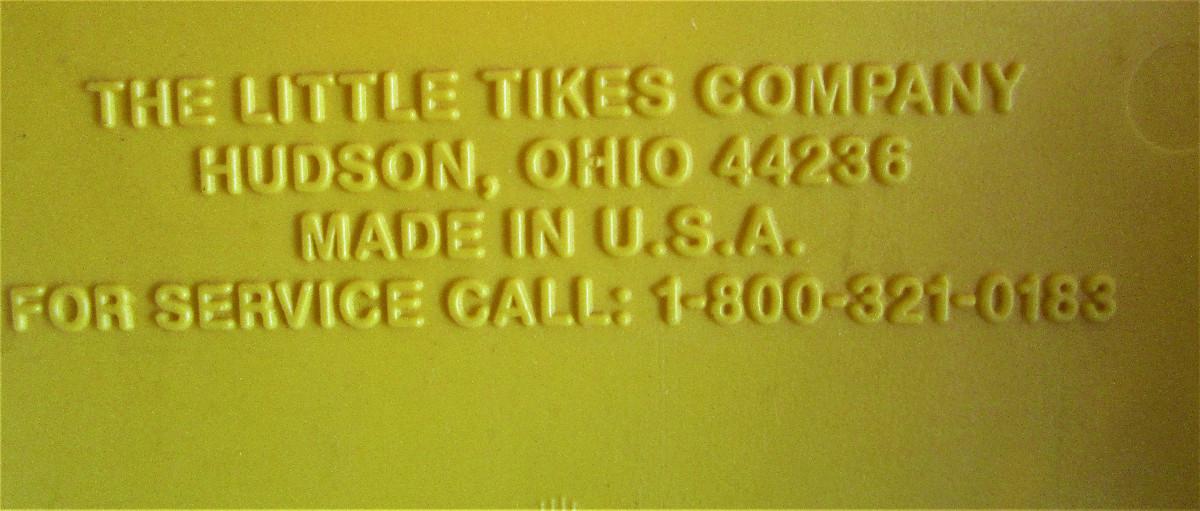 THE LITTLE TIKES COMPANY
HUDSON, OHIO 44236
MADE IN U.S.A.
FOR SERVICE CALL: 1-800-321-0183